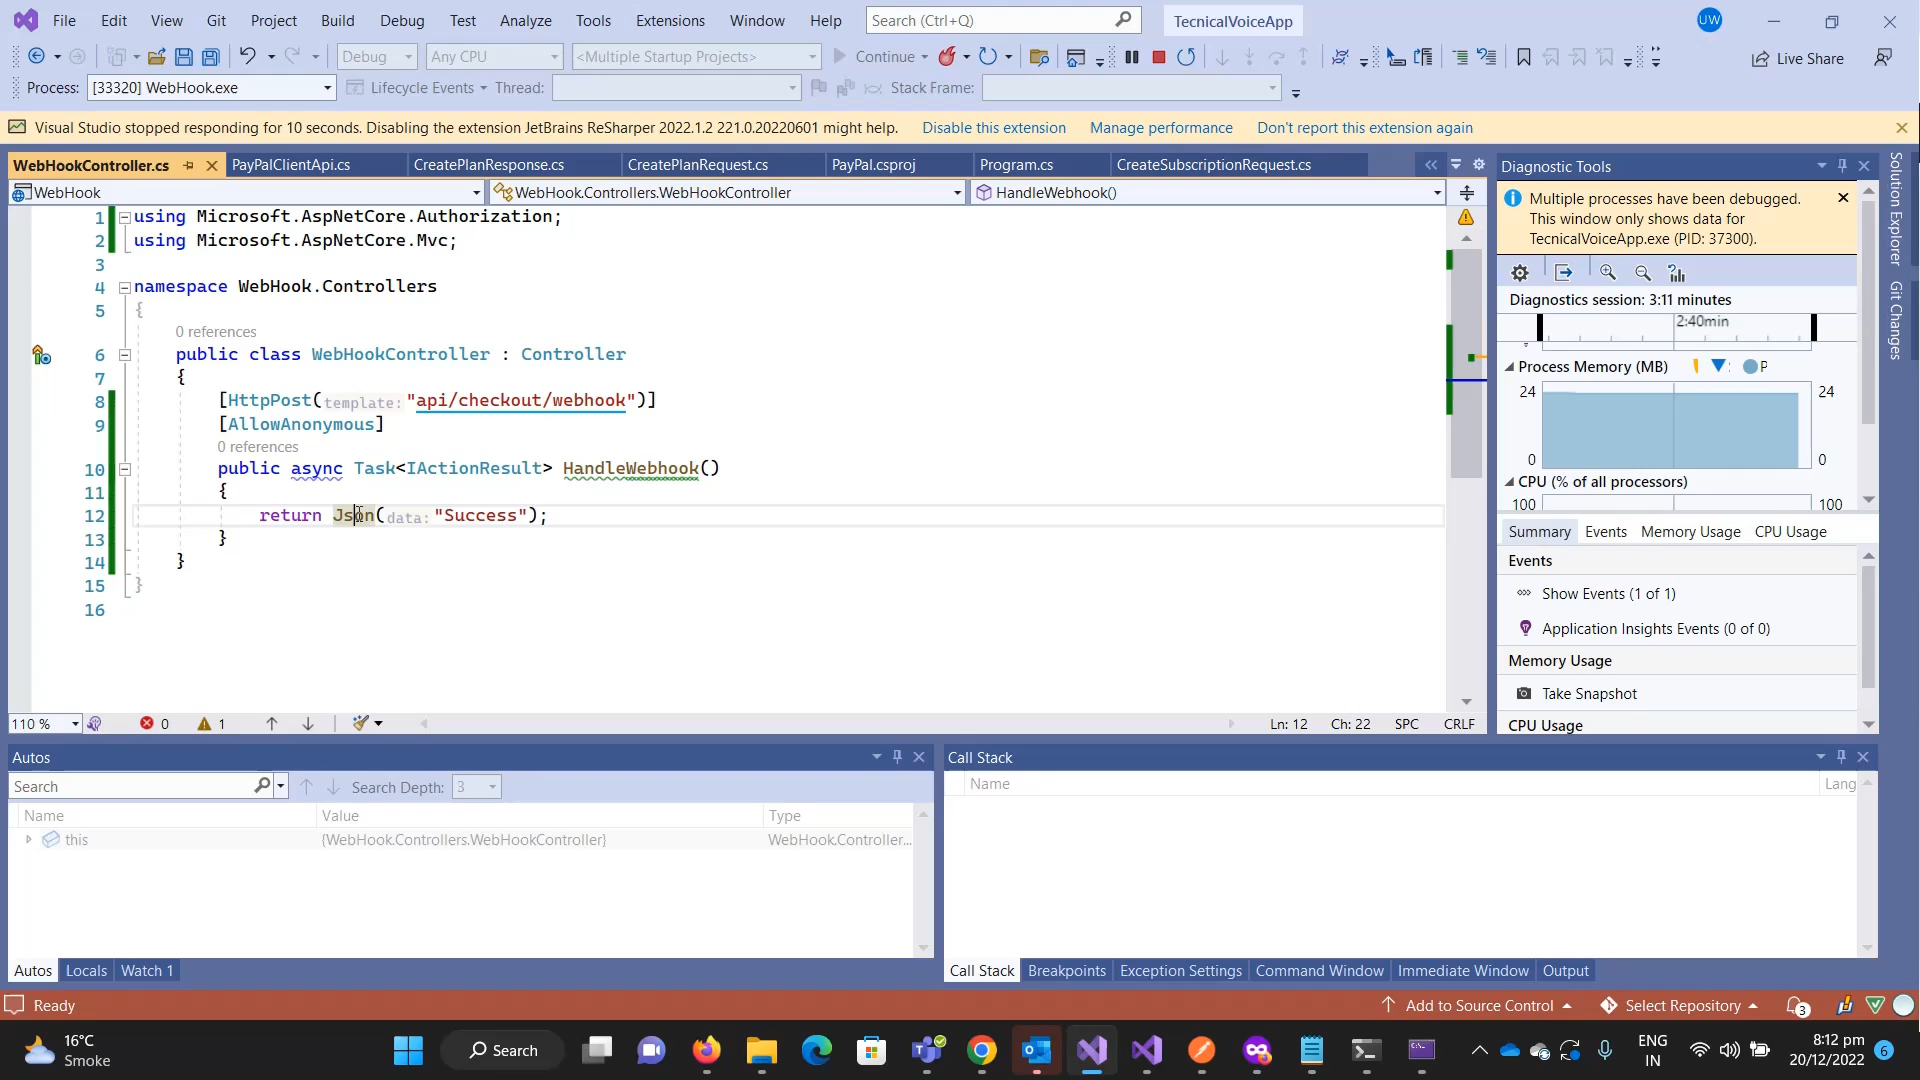 File Edit View Git Project Build Debug Test Analyze Tools Extensions Window Help Search (Ctrl+Q) TecnicalVoiceApp UW
Debug Any CPU <Multiple Startup Projects> Continue Live Share
Process: [33320] WebHook.exe Lifecycle Events Thread: Stack Frame:
Visual Studio stopped responding for 10 seconds. Disabling the extension JetBrains ReSharper 2022.1.2 221.0.20220601 might help. Disable this extension Manage performance Don't report this extension again
WebHookController.cs PayPalClientApi.cs CreatePlanResponse.cs CreatePlanRequest.cs PayPal.csproj Program.cs CreateSubscriptionRequest.cs
WebHook WebHook.Controllers.WebHookController HandleWebhook()
1 using Microsoft.AspNetCore.Authorization;
2 using Microsoft.AspNetCore.Mvc;
3
4 namespace WebHook.Controllers
5 {
0 references
6 public class WebHookController : Controller
7 {
8 [HttpPost(template: "api/checkout/webhook")]
9 [AllowAnonymous]
0 references
10 public async Task<IActionResult> HandleWebhook()
11 {
12 return Json(data: "Success");
13 }
14 }
15 }
16
110 % 0 1 Ln: 12 Ch: 22 SPC CRLF
Diagnostic Tools
Multiple processes have been debugged.
This window only shows data for
TecnicalVoiceApp.exe (PID: 37300).
Diagnostics session: 3:11 minutes
2:40min
Process Memory (MB) P
24 24
0 0
CPU (% of all processors)
100 100
Summary Events Memory Usage CPU Usage
Events
Show Events (1 of 1)
Application Insights Events (0 of 0)
Memory Usage
Take Snapshot
CPU Usage
Solution Explorer
Git Changes
Autos
Search Search Depth: 3
Name Value Type
this {WebHook.Controllers.WebHookController} WebHook.Controller...
Autos Locals Watch 1
Call Stack
Name Lang
Call Stack Breakpoints Exception Settings Command Window Immediate Window Output
Ready Add to Source Control Select Repository 3
16°C
Smoke
Search
ENG
IN
8:12 pm
20/12/2022
6